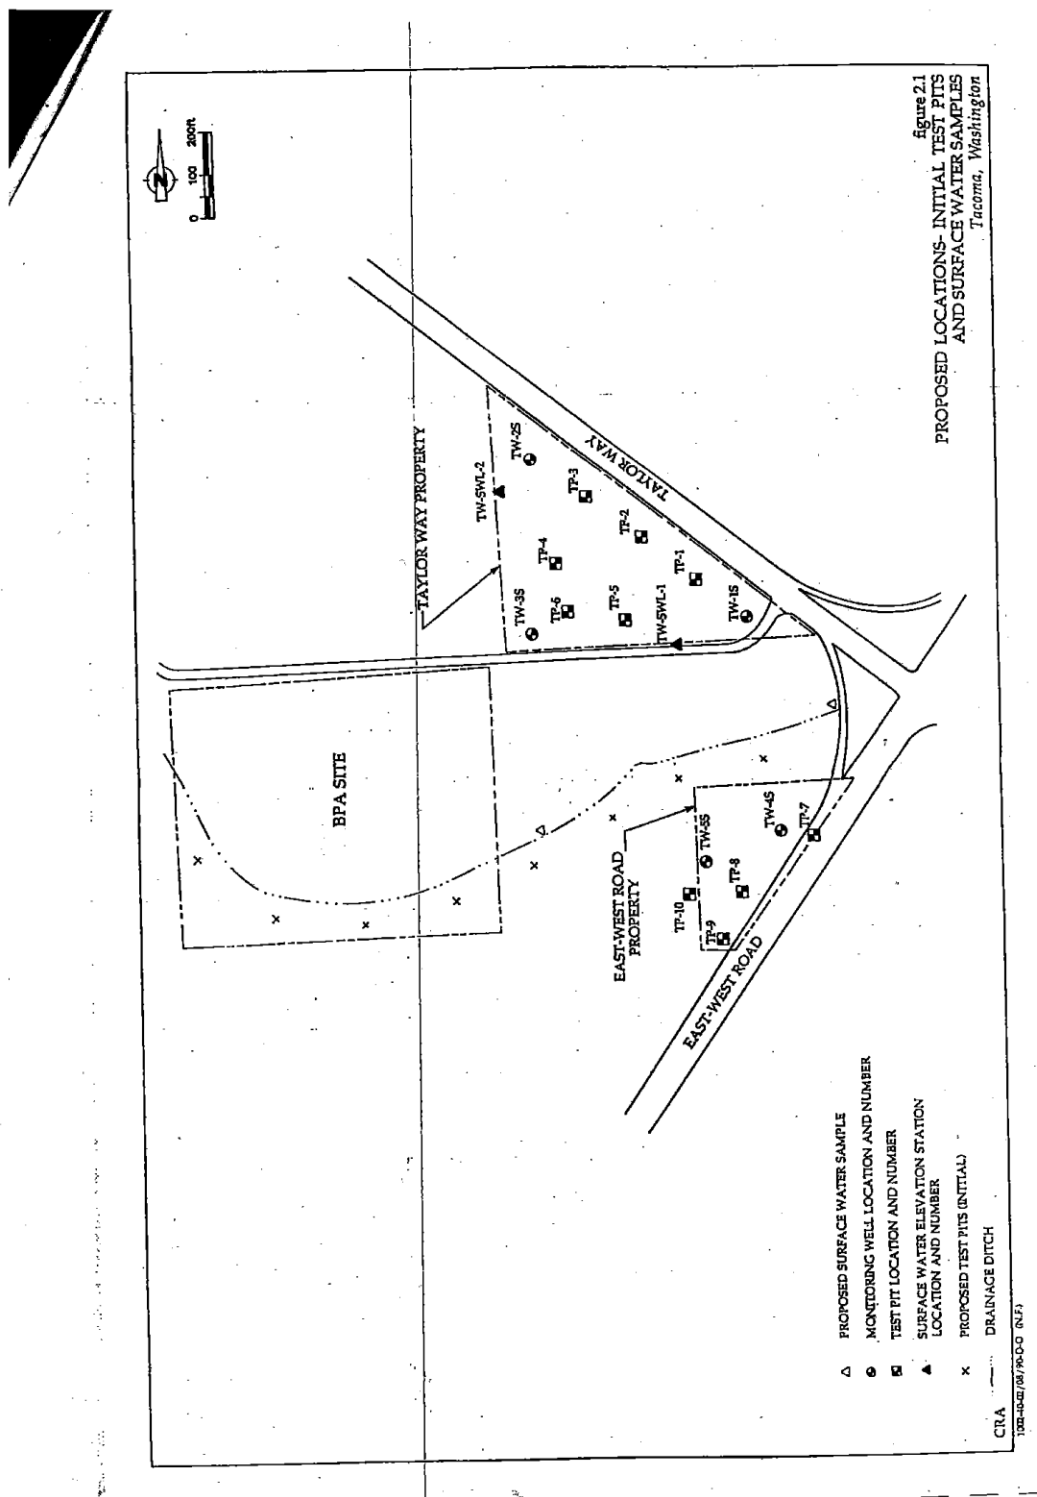 N
0 100 200ft
TAYLOR WAY PROPERTY
TW-SWL-2
TW-2S
TP-3
TP-4
TP-2
TW-3S
TP-6
TP-5
TP-1
TW-SWL-1
TW-1S
TAYLOR WAY
BPA SITE
EAST-WEST ROAD
PROPERTY
TW-5S
TW-4S
TP-7
TP-8
TP-10
TP-9
EAST-WEST ROAD
PROPOSED SURFACE WATER SAMPLE
MONITORING WELL LOCATION AND NUMBER
TEST PIT LOCATION AND NUMBER
SURFACE WATER ELEVATION STATION
LOCATION AND NUMBER
PROPOSED TEST PITS (INITIAL)
DRAINAGE DITCH
figure 2.1
PROPOSED LOCATIONS- INITIAL TEST PITS
AND SURFACE WATER SAMPLES
Tacoma, Washington
CRA